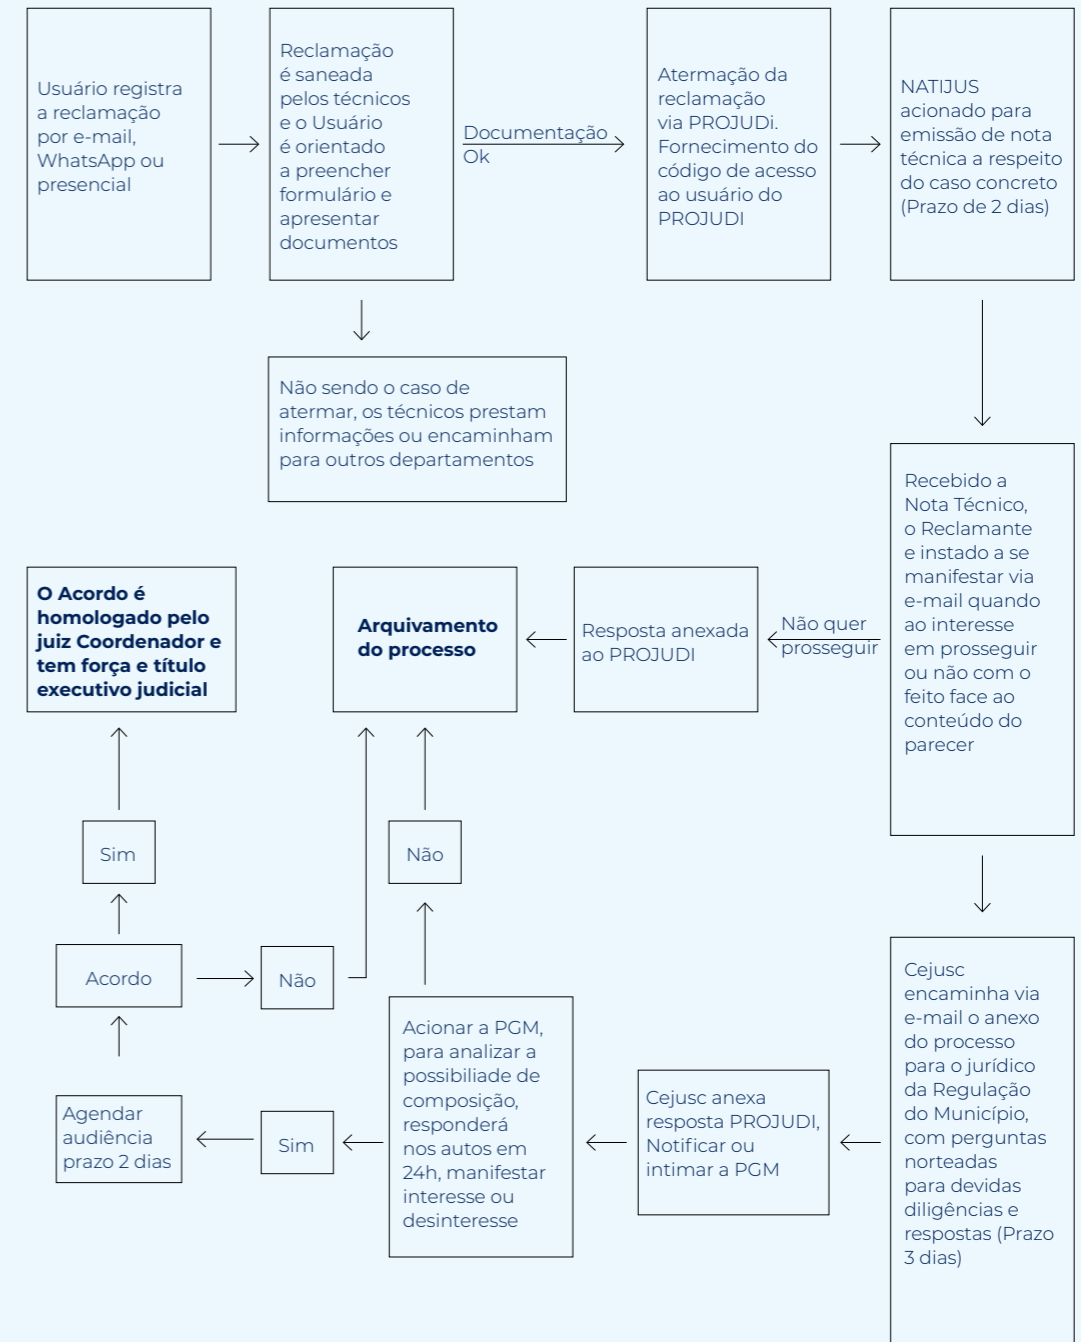 Usuário registra
a reclamação
por e-mail,
WhatsApp ou
presencial
Reclamação
é saneada
pelos técnicos
e o Usuário
é orientado
a preencher
formulário e
apresentar
documentos
Documentação
Ok
Atermação da
reclamação
via PROJUDi.
Fornecimento do
código de acesso
ao usuário do
PROJUDI
NATIJUS
acionado para
emissão de nota
técnica a respeito
do caso concreto
(Prazo de 2 dias)
Não sendo o caso de
atermar, os técnicos prestam
informações ou encaminham
para outros departamentos
Recebido a
Nota Técnico,
o Reclamante
e instado a se
manifestar via
e-mail quando
ao interesse
em prosseguir
ou não com o
feito face ao
conteúdo do
parecer
Não quer
prosseguir
Resposta anexada
ao PROJUDI
Arquivamento
do processo
O Acordo é
homologado pelo
juiz Coordenador e
tem força e título
executivo judicial
Sim
Não
Acordo
Não
Cejusc
encaminha via
e-mail o anexo
do processo
para o jurídico
da Regulação
do Município,
com perguntas
norteadas
para devidas
diligências e
respostas (Prazo
3 dias)
Cejusc anexa
resposta PROJUDI,
Notificar ou
intimar a PGM
Acionar a PGM,
para analizar a
possibiliade de
composição,
responderá
nos autos em
24h, manifestar
interesse ou
desinteresse
Sim
Agendar
audiência
prazo 2 dias